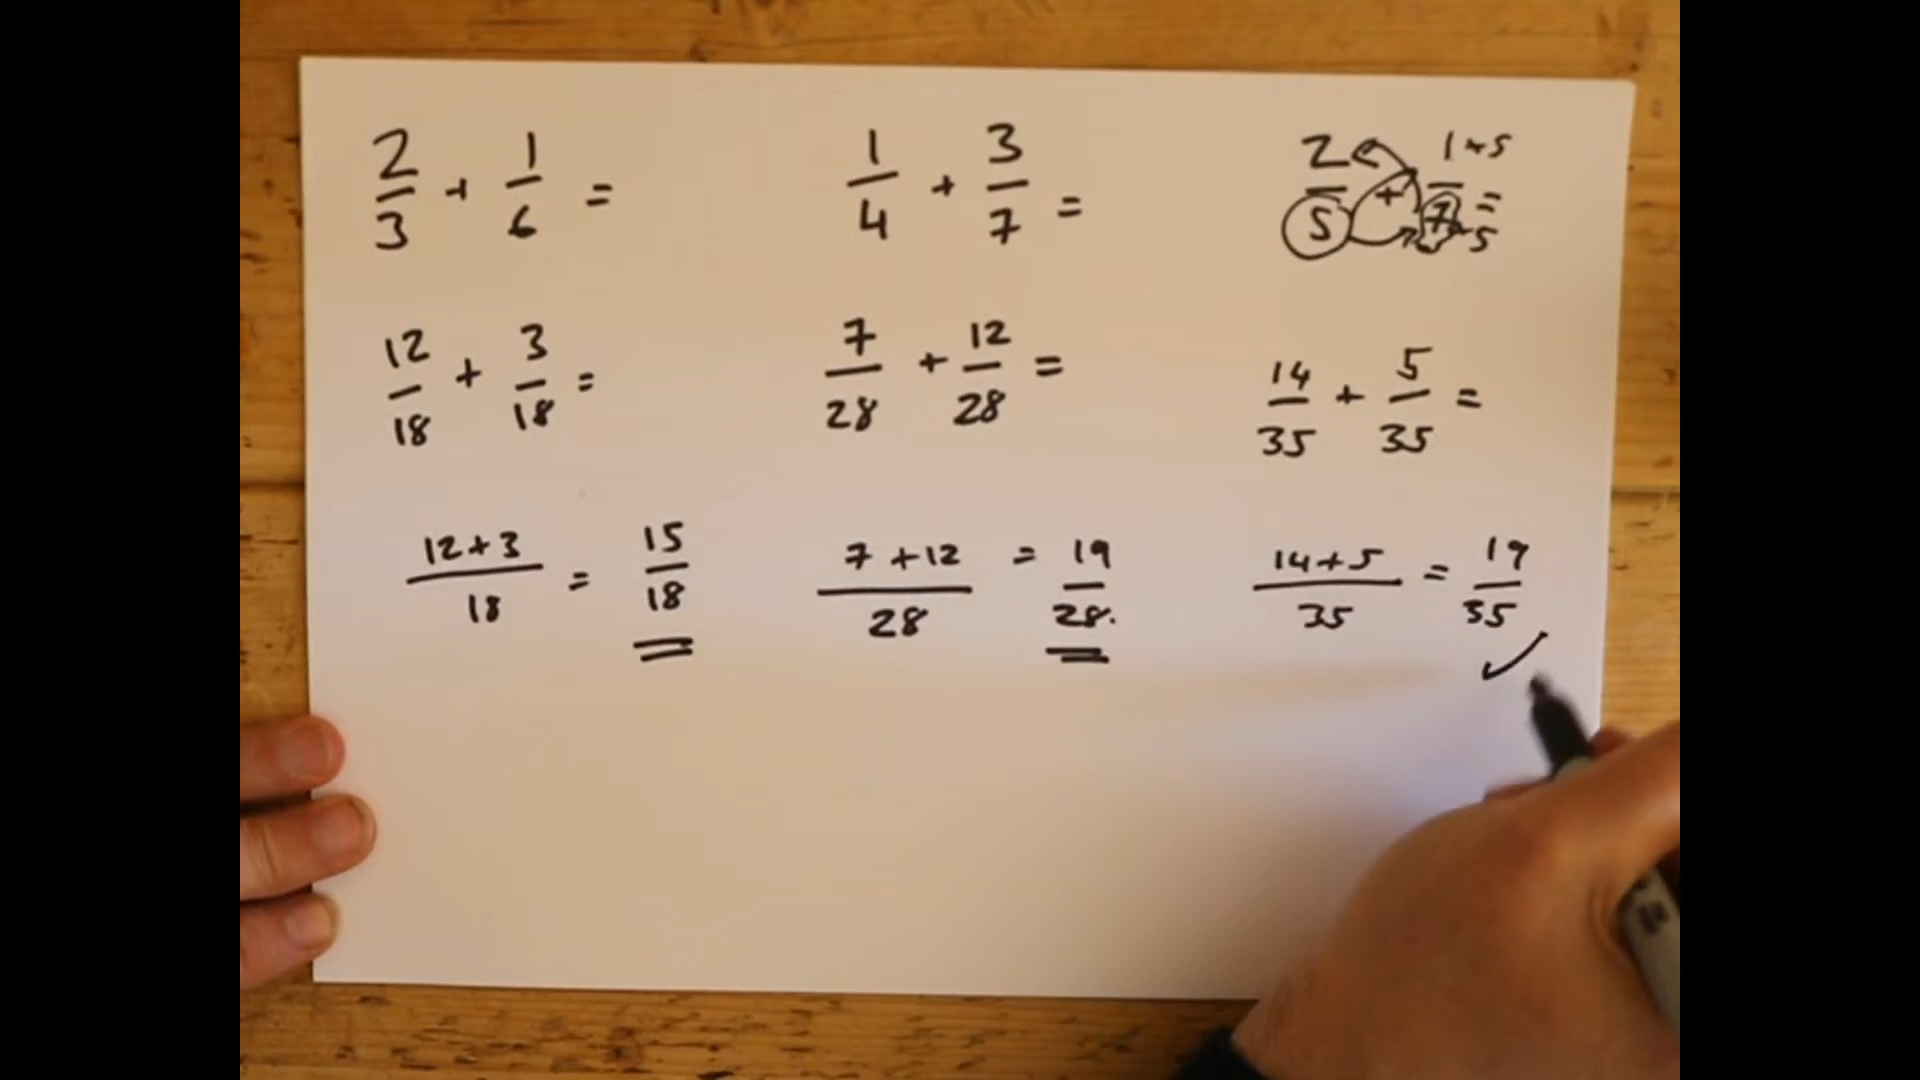 2/3 + 1/6 =
12/18 + 3/18 =
12+3/18 = 15/18
1/4 + 3/7 =
7/28 + 12/28 =
7+12/28 = 19/28.
2/5 + 1×5/7×5 =
14/35 + 5/35 =
14+5/35 = 19/35 ✓